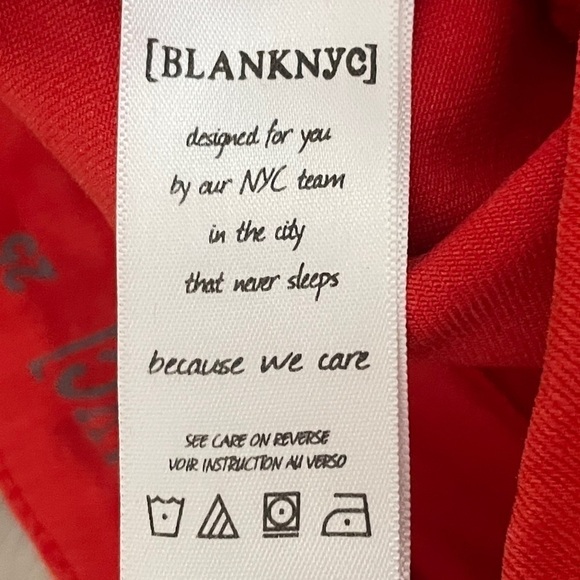 [BLANKNYC]
designed for you
by our NYC team
in the city
that never sleeps
because we care
SEE CARE ON REVERSE
VOIR INSTRUCTION AU VERSO